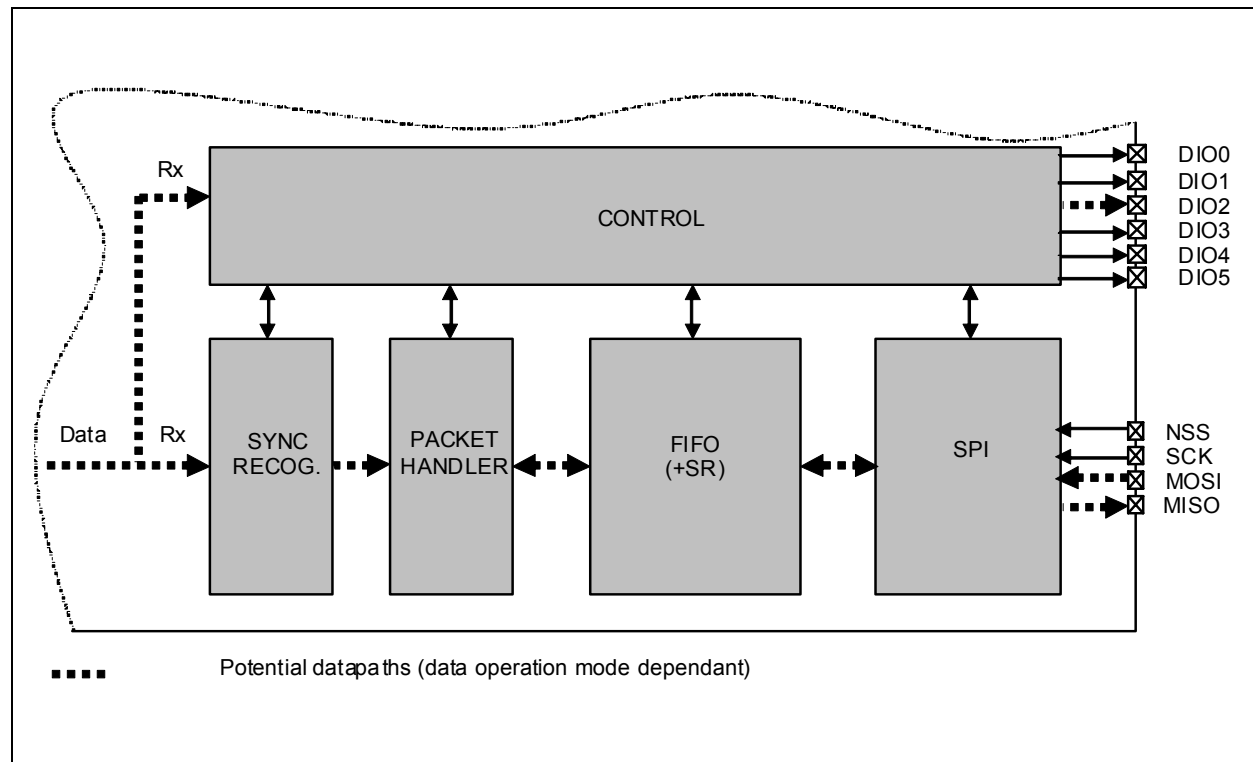 Rx
CONTROL
DIO0
DIO1
DIO2
DIO3
DIO4
DIO5
Data
Rx
SYNC
RECOG.
PACKET
HANDLER
FIFO
(+SR)
SPI
NSS
SCK
MOSI
MISO
Potential datapaths (data operation mode dependant)